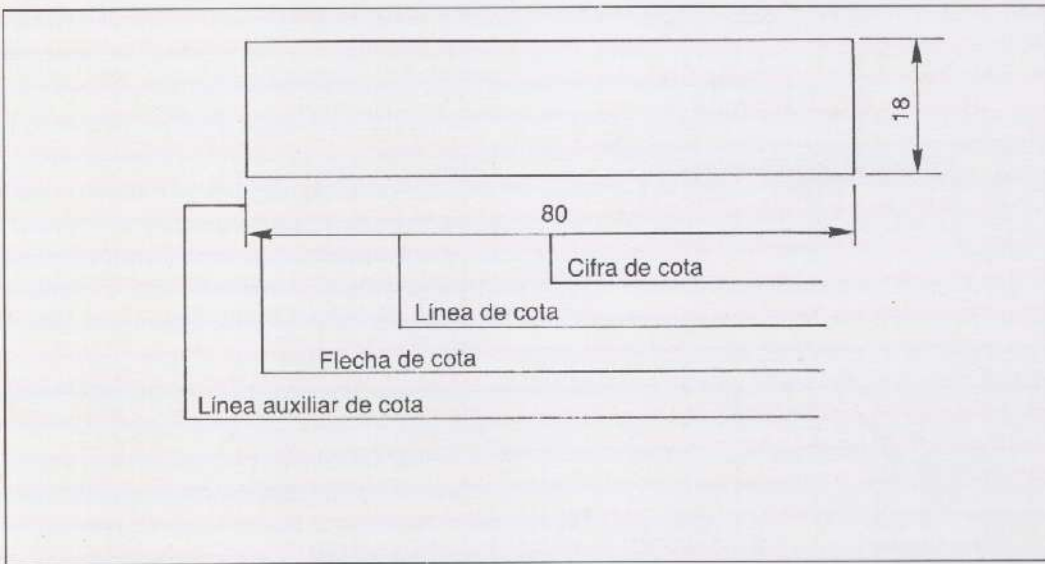 18
80
Cifra de cota
Línea de cota
Flecha de cota
Línea auxiliar de cota